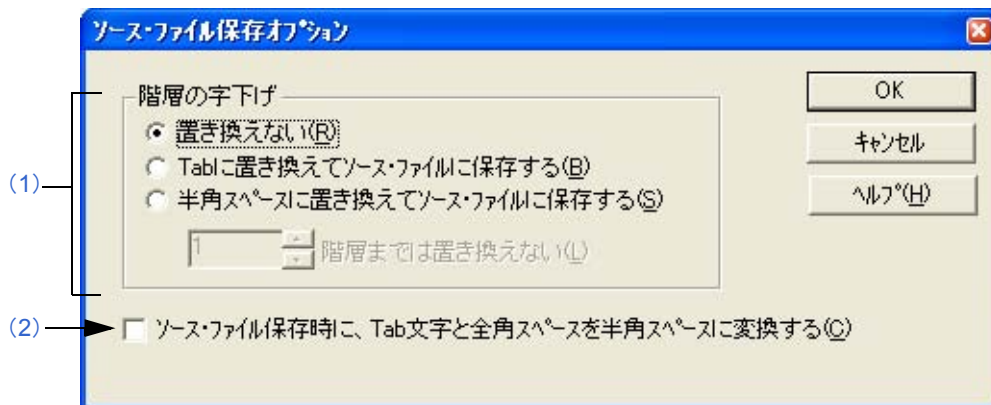 ソース・ファイル保存オプション
階層の字下げ
置き換えない(R)
Tabに置き換えてソース・ファイルに保存する(B)
半角スペースに置き換えてソース・ファイルに保存する(S)
1 階層までは置き換えない(L)
OK
キャンセル
ヘルプ(H)
(1)
(2)
ソース・ファイル保存時に、Tab文字と全角スペースを半角スペースに変換する(C)